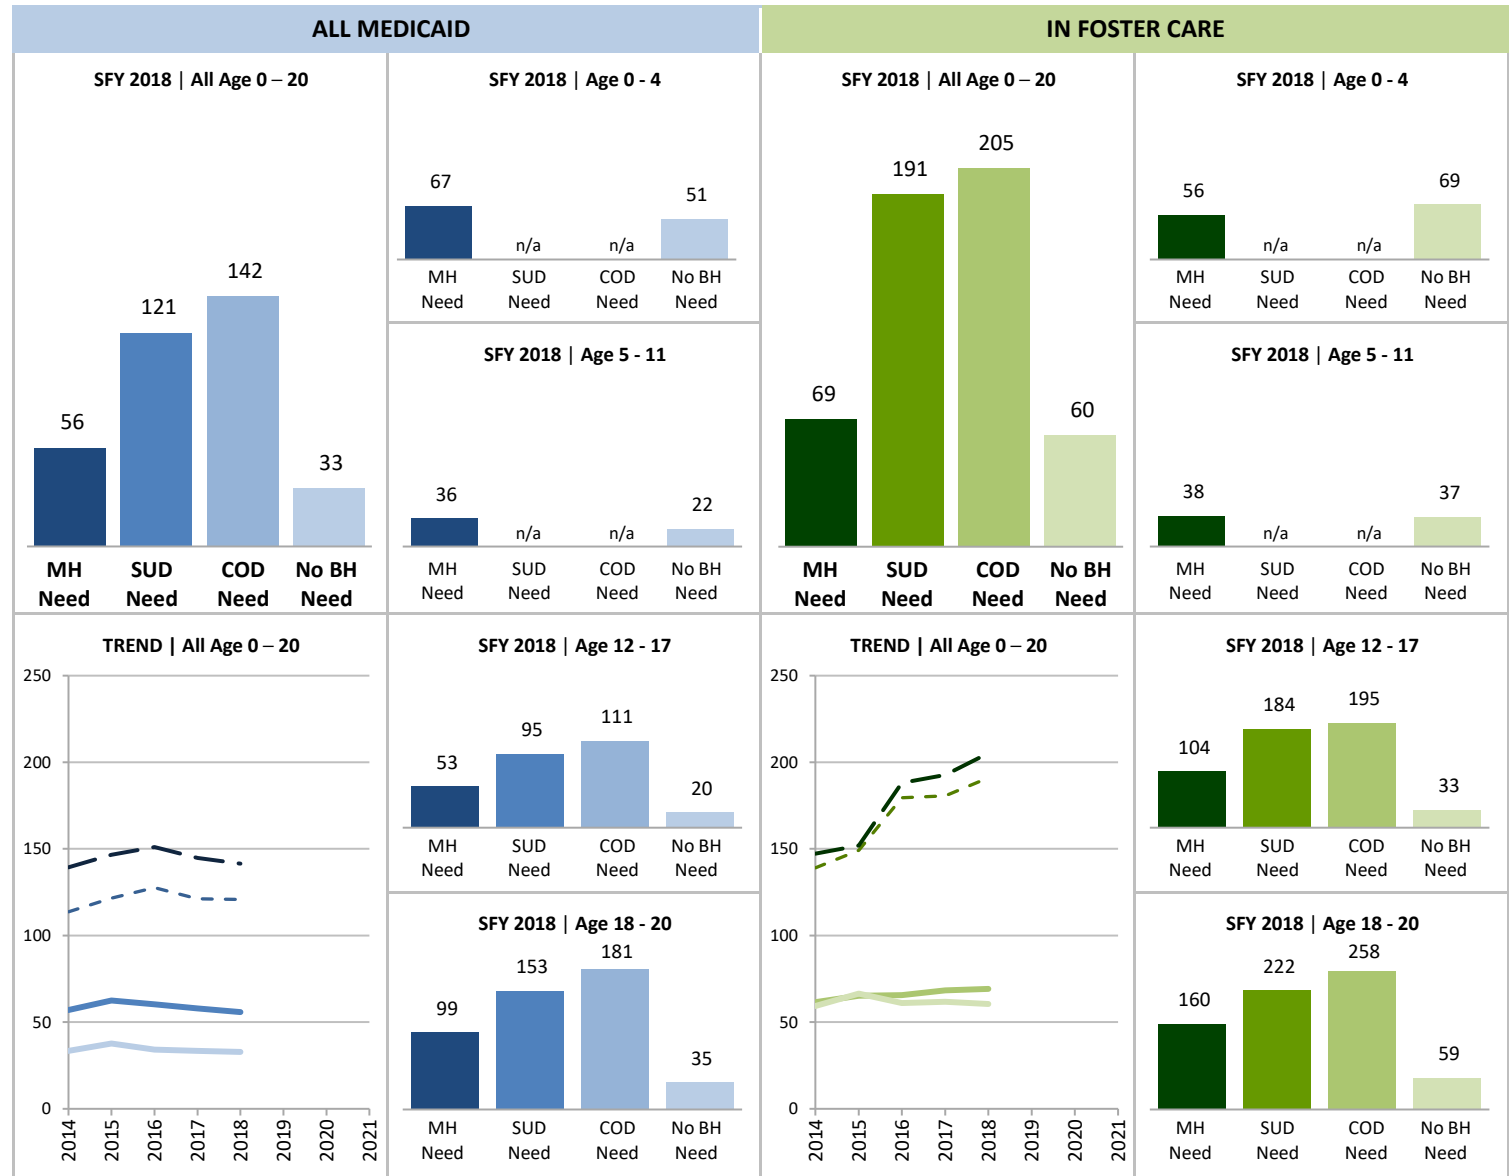 ALL MEDICAID
SFY 2018 | All Age 0 – 20
56
121
142
33
MH Need
SUD Need
COD Need
No BH Need
SFY 2018 | Age 0 - 4
67
n/a
n/a
51
MH Need
SUD Need
COD Need
No BH Need
SFY 2018 | Age 5 - 11
36
n/a
n/a
22
MH Need
SUD Need
COD Need
No BH Need
TREND | All Age 0 – 20
250
200
150
100
50
0
2014
2015
2016
2017
2018
2019
2020
2021
SFY 2018 | Age 12 - 17
53
95
111
20
MH Need
SUD Need
COD Need
No BH Need
SFY 2018 | Age 18 - 20
99
153
181
35
MH Need
SUD Need
COD Need
No BH Need
IN FOSTER CARE
SFY 2018 | All Age 0 – 20
69
191
205
60
MH Need
SUD Need
COD Need
No BH Need
SFY 2018 | Age 0 - 4
56
n/a
n/a
69
MH Need
SUD Need
COD Need
No BH Need
SFY 2018 | Age 5 - 11
38
n/a
n/a
37
MH Need
SUD Need
COD Need
No BH Need
TREND | All Age 0 – 20
250
200
150
100
50
0
2014
2015
2016
2017
2018
2019
2020
2021
SFY 2018 | Age 12 - 17
104
184
195
33
MH Need
SUD Need
COD Need
No BH Need
SFY 2018 | Age 18 - 20
160
222
258
59
MH Need
SUD Need
COD Need
No BH Need